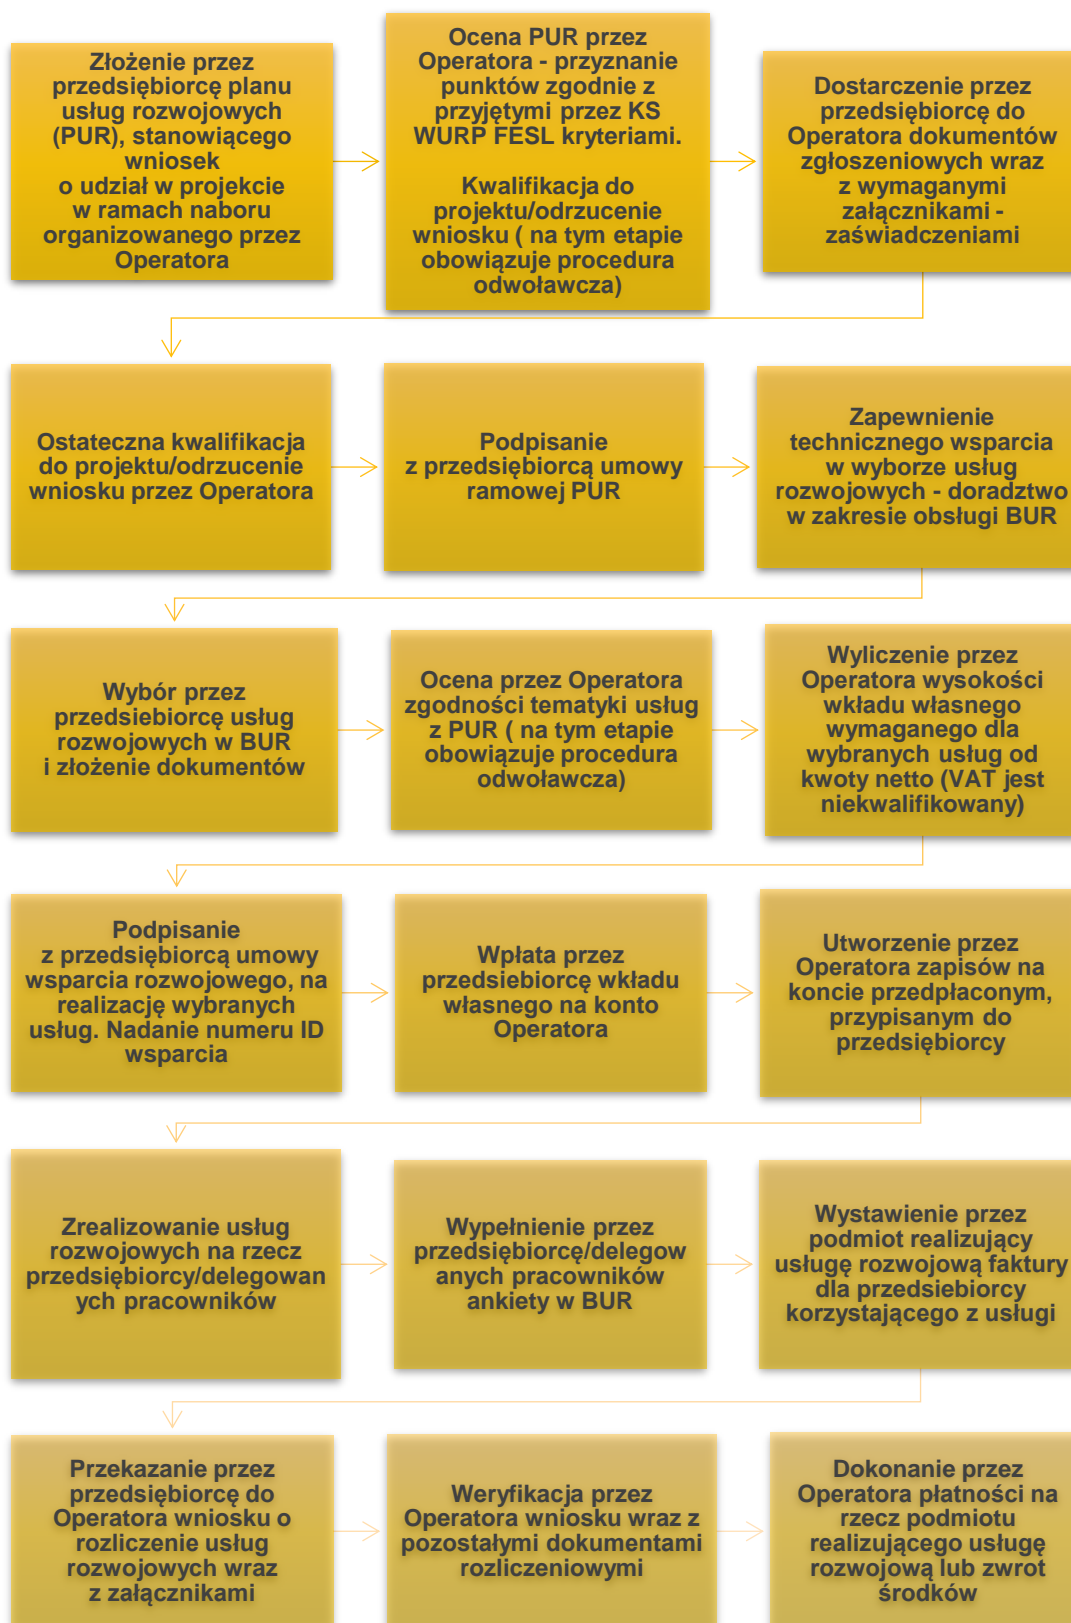 Złożenie przez
przedsiębiorcę planu
usług rozwojowych
(PUR), stanowiącego
wniosek
o udział w projekcie
w ramach naboru
organizowanego przez
Operatora
Ocena PUR przez
Operatora - przyznanie
punktów zgodnie z
przyjętymi przez KS
WURP FESL kryteriami.
Kwalifikacja do
projektu/odrzucenie
wniosku ( na tym etapie
obowiązuje procedura
odwoławcza)
Dostarczenie przez
przedsiębiorcę do
Operatora dokumentów
zgłoszeniowych wraz
z wymaganymi
załącznikami -
zaświadczeniami
Ostateczna kwalifikacja
do projektu/odrzucenie
wniosku przez Operatora
Podpisanie
z przedsiębiorcą umowy
ramowej PUR
Zapewnienie
technicznego wsparcia
w wyborze usług
rozwojowych - doradztwo
w zakresie obsługi BUR
Wybór przez
przedsiebiorcę usług
rozwojowych w BUR
i złożenie dokumentów
Ocena przez Operatora
zgodności tematyki usług
z PUR ( na tym etapie
obowiązuje procedura
odwoławcza)
Wyliczenie przez
Operatora wysokości
wkładu własnego
wymaganego dla
wybranych usług od
kwoty netto (VAT jest
niekwalifikowany)
Podpisanie
z przedsiębiorcą umowy
wsparcia rozwojowego, na
realizację wybranych
usług. Nadanie numeru ID
wsparcia
Wpłata przez
przedsiebiorcę wkładu
własnego na konto
Operatora
Utworzenie przez
Operatora zapisów na
koncie przedpłaconym,
przypisanym do
przedsiębiorcy
Zrealizowanie usług
rozwojowych na rzecz
przedsiębiorcy/delegowan
ych pracowników
Wypełnienie przez
przedsiębiorcę/delegow
anych pracowników
ankiety w BUR
Wystawienie przez
podmiot realizujący
usługę rozwojową faktury
dla przedsiębiorcy
korzystającego z usługi
Przekazanie przez
przedsiębiorcę do
Operatora wniosku o
rozliczenie usług
rozwojowych wraz
z załącznikami
Weryfikacja przez
Operatora wniosku wraz z
pozostałymi dokumentami
rozliczeniowymi
Dokonanie przez
Operatora płatności na
rzecz podmiotu
realizującego usługę
rozwojową lub zwrot
środków